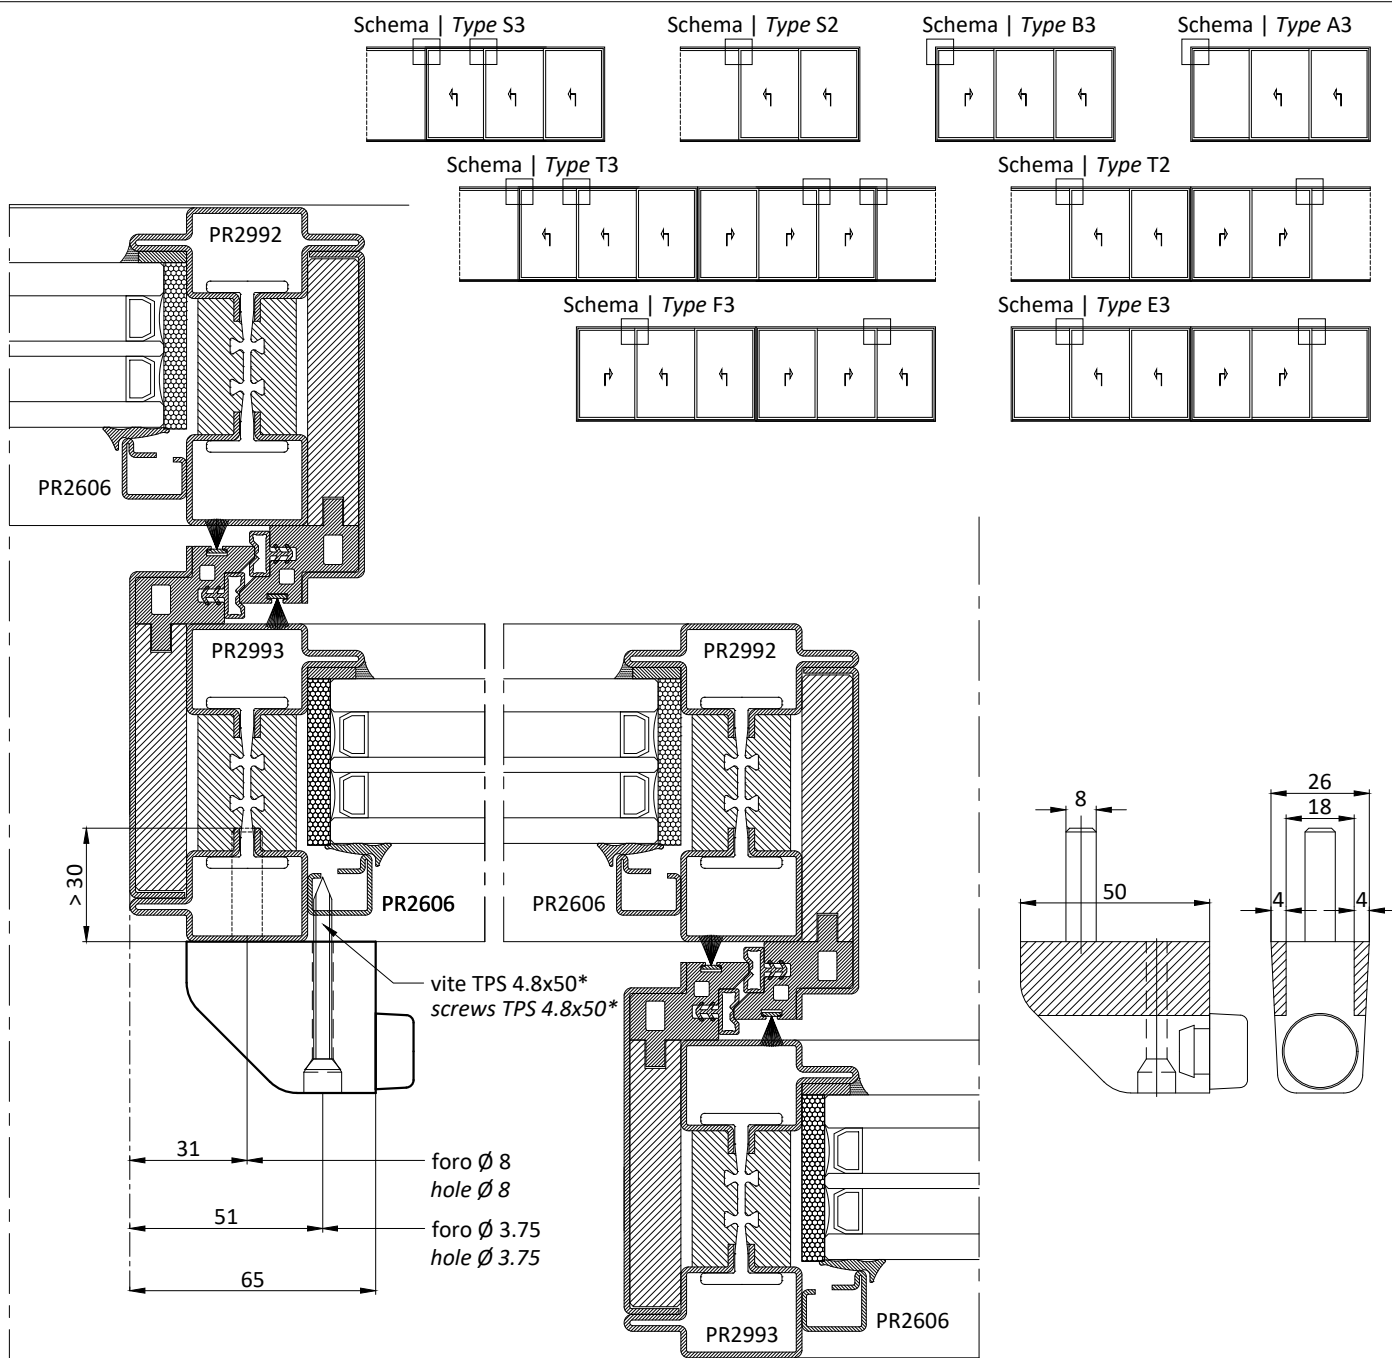 Schema | Type S3
Schema | Type S2
Schema | Type B3
Schema | Type A3
Schema | Type T3
Schema | Type T2
Schema | Type F3
Schema | Type E3
PR2992
PR2606
PR2993
PR2992
> 30
PR2606
PR2606
vite TPS 4.8x50*
screws TPS 4.8x50*
8
50
26
18
4
4
31
foro Ø 8
hole Ø 8
51
foro Ø 3.75
hole Ø 3.75
65
PR2606
PR2993